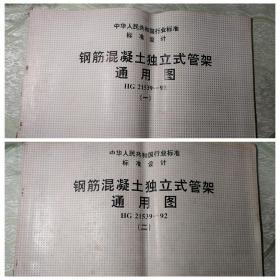 中华人民共和国行业标准
标准设计
钢筋混凝土独立式管架
通用图
HG 21539—92
(一)
中华人民共和国行业标准
标准设计
钢筋混凝土独立式管架
通用图
HG 21539—92
(二)